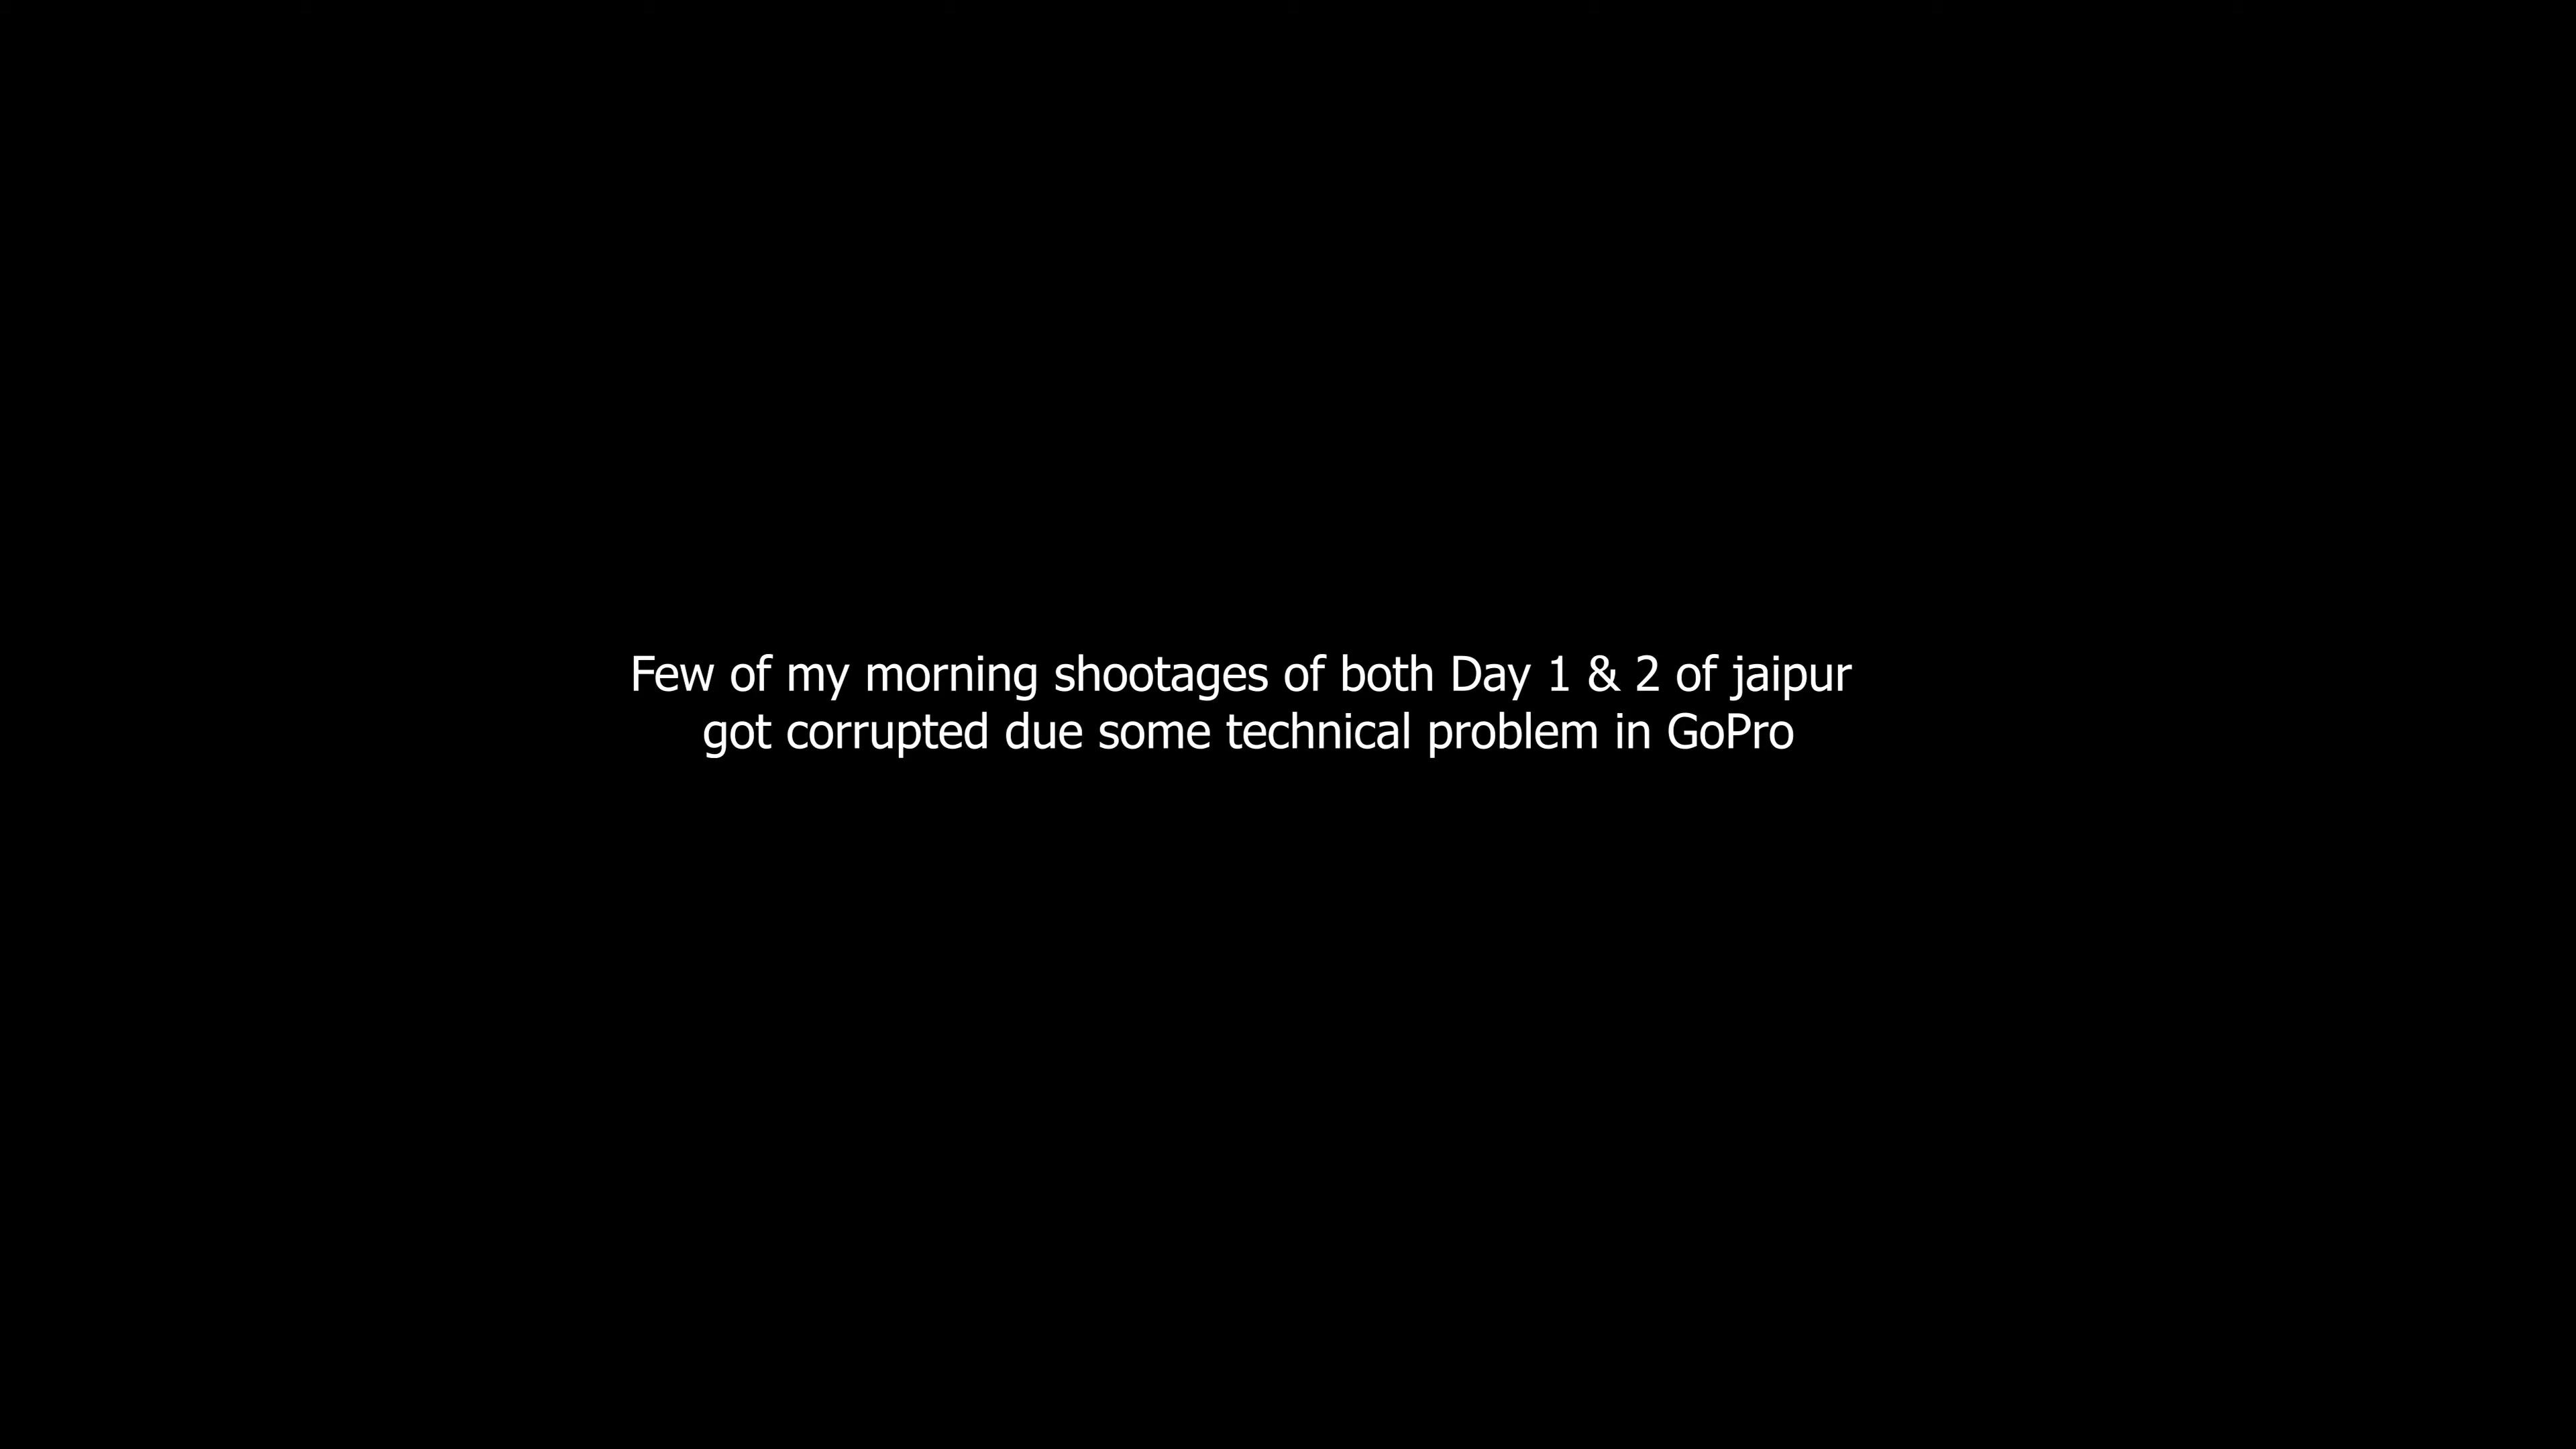 Few of my morning shootages of both Day 1 & 2 of jaipur
got corrupted due some technical problem in GoPro